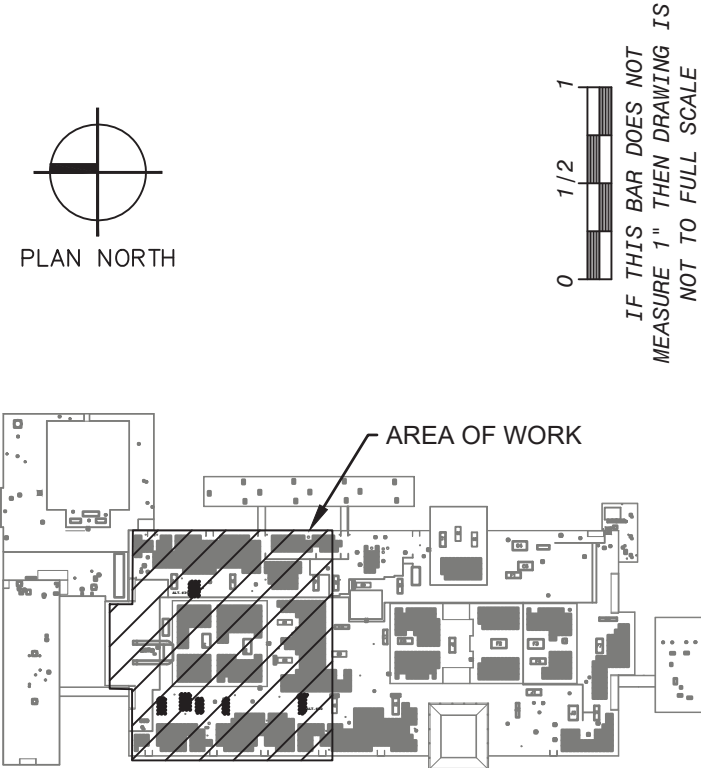 PLAN NORTH
0 1/2 1
IF THIS BAR DOES NOT
MEASURE 1" THEN DRAWING IS
NOT TO FULL SCALE
AREA OF WORK